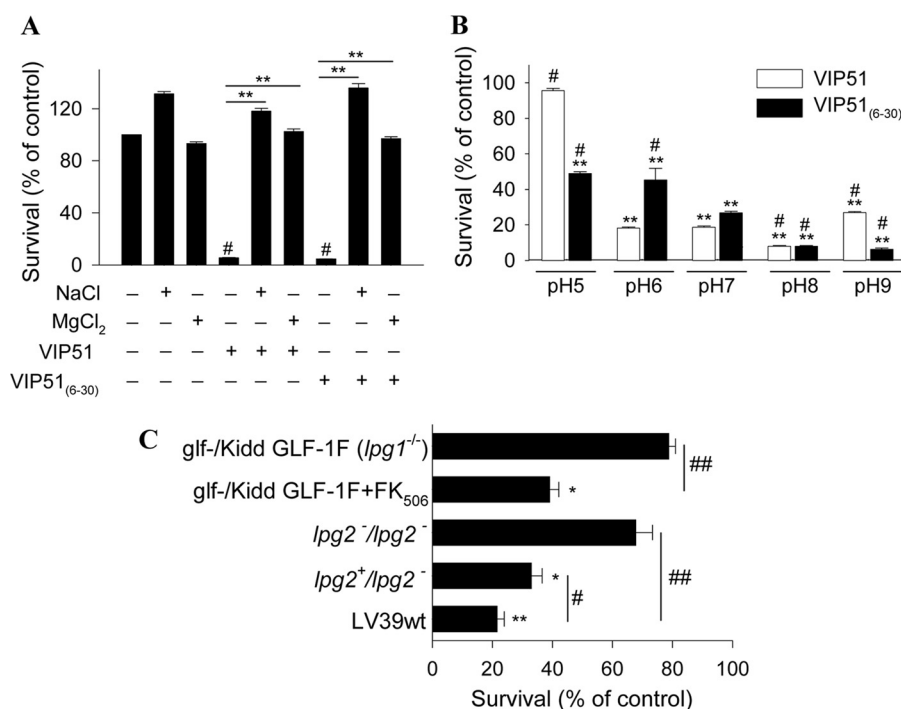 A
Survival (% of control)
120
80
40
0
** ** ** **
# #
NaCl – + – – + – – + –
MgCl2 – – + – – + – – +
VIP51 – – – + + + – – –
VIP51(6-30) – – – – – – + + +
B
Survival (% of control)
100
80
60
40
20
0
VIP51
VIP51(6-30)
# # ** ** # ** ** ** # ** # ** # ** # **
pH5 pH6 pH7 pH8 pH9
C
glf-/Kidd GLF-1F (lpg1-/-)
glf-/Kidd GLF-1F+FK506 *
##
lpg2 -/lpg2 -
lpg2+/lpg2 - *
#
##
LV39wt **
0 20 40 60 80 100
Survival (% of control)